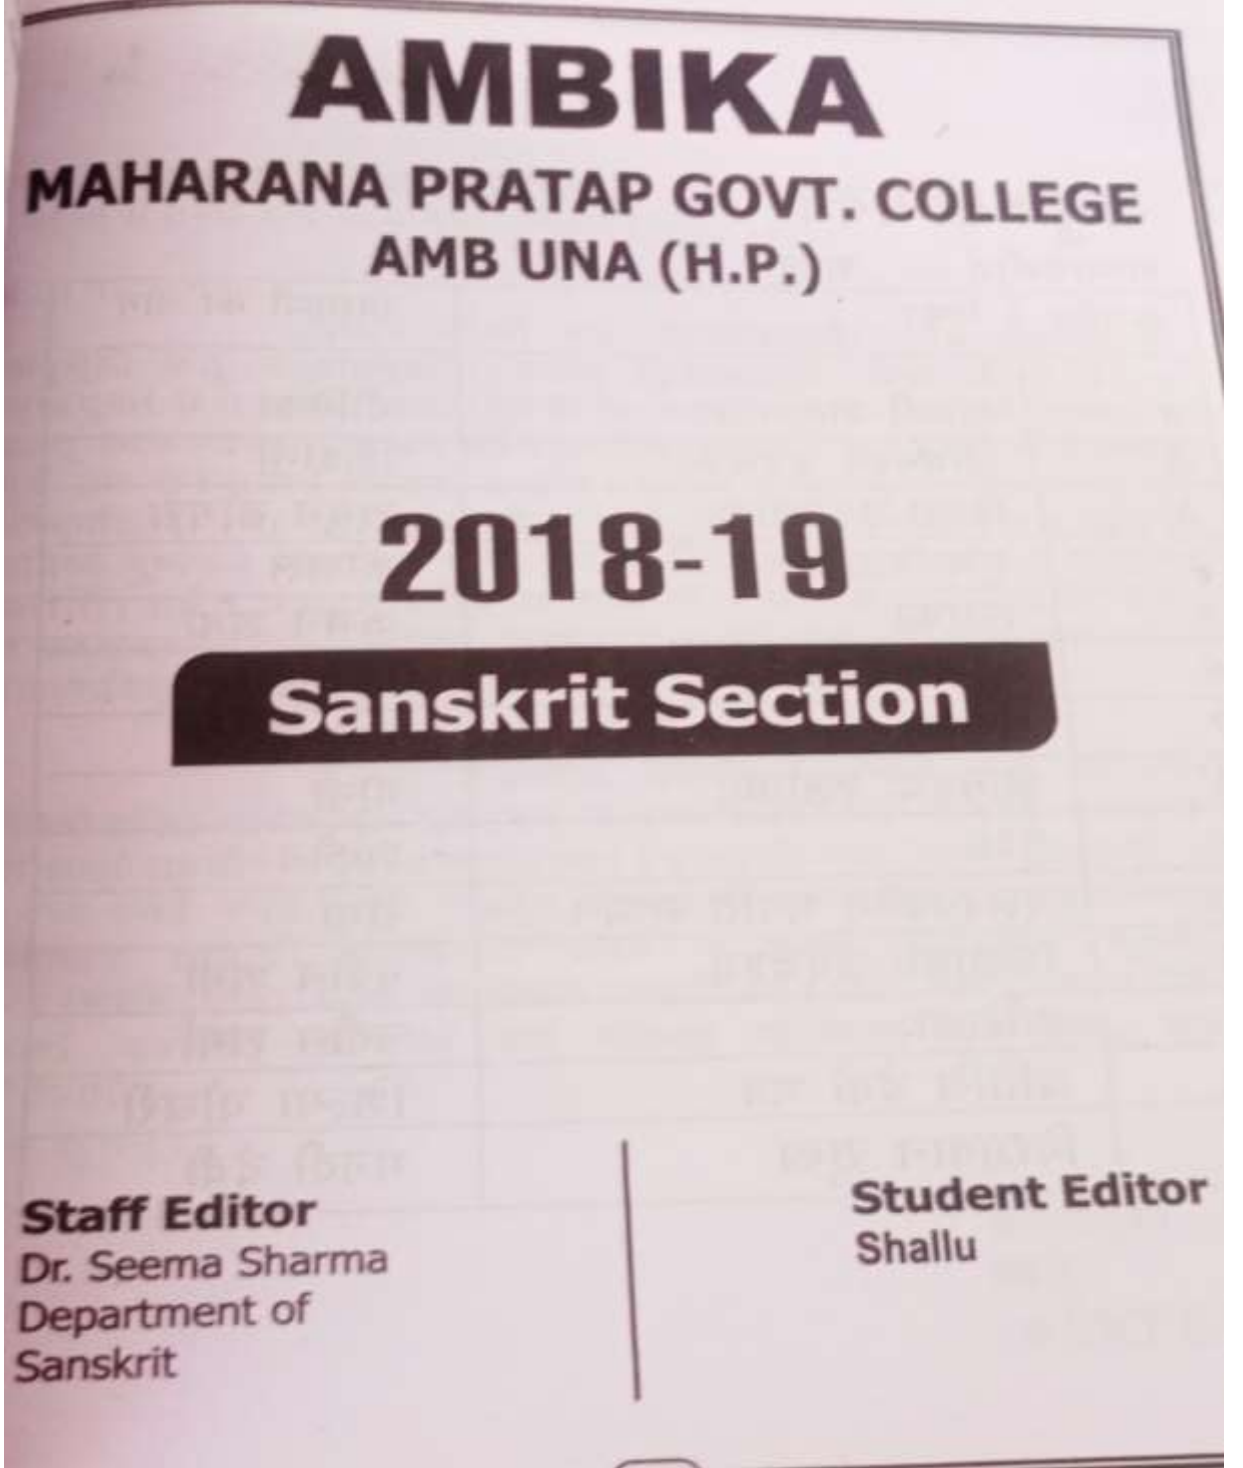 AMBIKA
MAHARANA PRATAP GOVT. COLLEGE
AMB UNA (H.P.)
2018-19
Sanskrit Section
Staff Editor
Dr. Seema Sharma
Department of
Sanskrit
Student Editor
Shallu